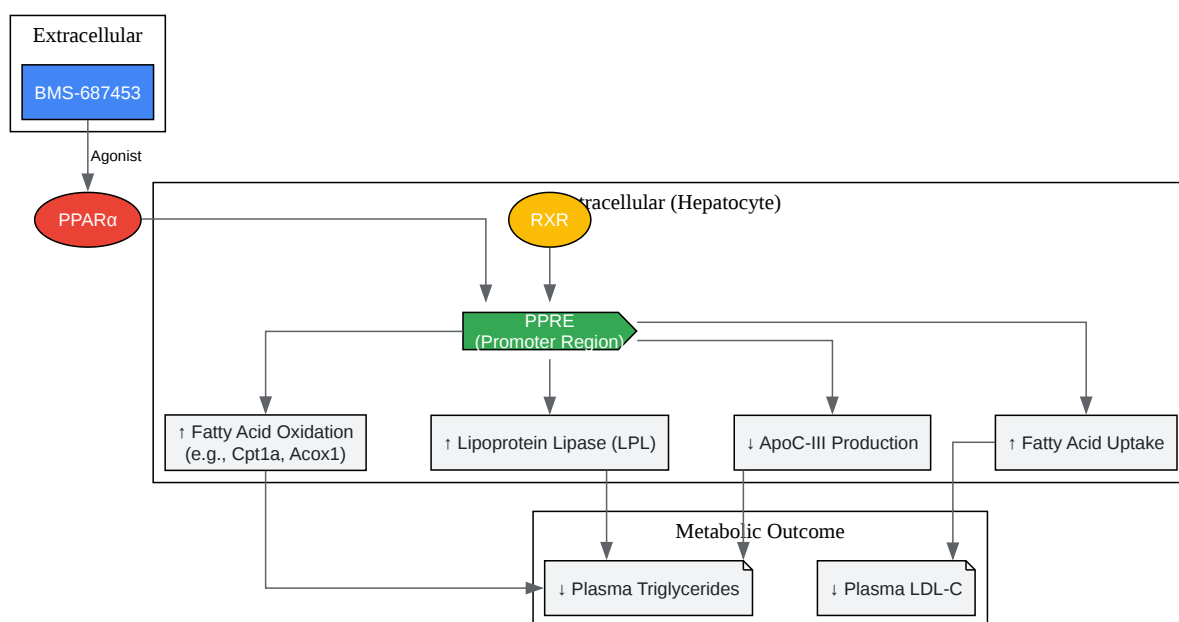 Extracellular
BMS-687453
Agonist
PPARα
RXR
tracellular (Hepatocyte)
PPRE
(Promoter Region)
↑ Fatty Acid Oxidation
(e.g., Cpt1a, Acox1)
↑ Lipoprotein Lipase (LPL)
↓ ApoC-III Production
↑ Fatty Acid Uptake
Metabolic Outcome
↓ Plasma Triglycerides
↓ Plasma LDL-C